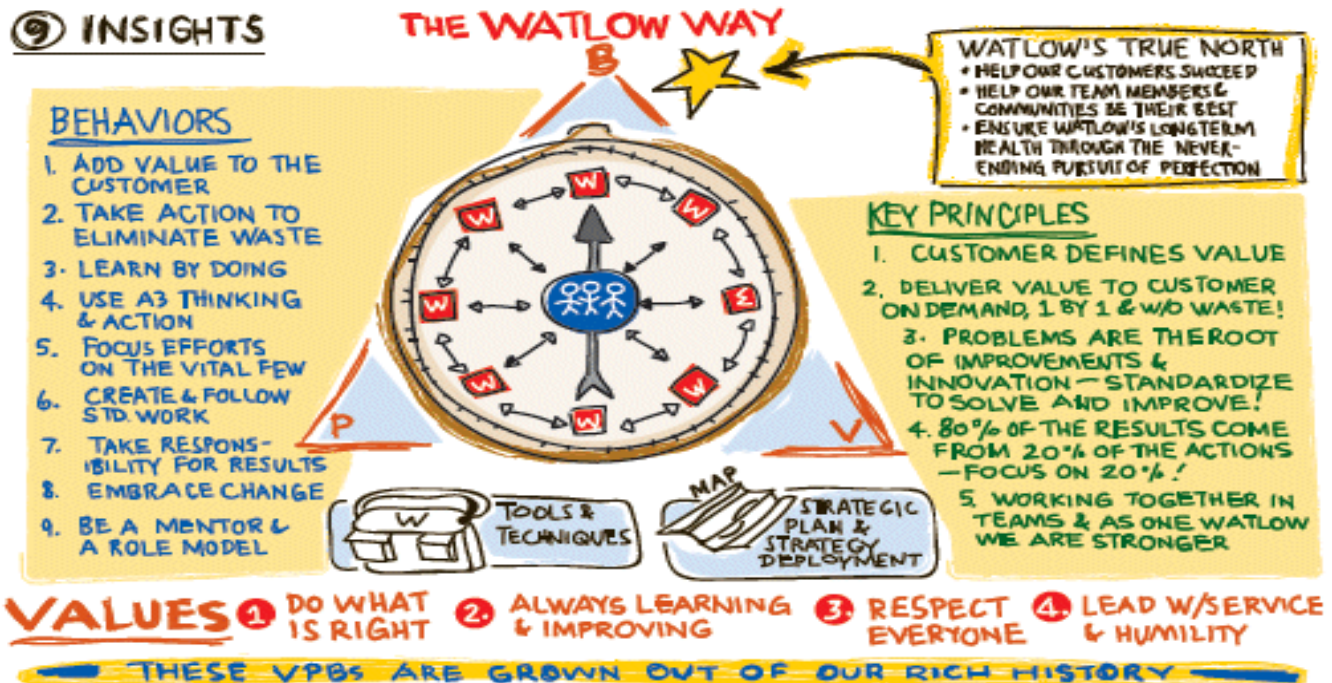 9 INSIGHTS
THE WATLOW WAY
B
WATLOW'S TRUE NORTH
• HELP OUR CUSTOMERS SUCCEED
• HELP OUR TEAM MEMBERS &
COMMUNITIES BE THEIR BEST
• ENSURE WATLOW'S LONG TERM
HEALTH THROUGH THE NEVER-
ENDING PURSUIT OF PERFECTION
BEHAVIORS
1. ADD VALUE TO THE
CUSTOMER
2. TAKE ACTION TO
ELIMINATE WASTE
3. LEARN BY DOING
4. USE A3 THINKING
& ACTION
5. FOCUS EFFORTS
ON THE VITAL FEW
6. CREATE & FOLLOW
STD. WORK
7. TAKE RESPONS-
IBILITY FOR RESULTS
8. EMBRACE CHANGE
9. BE A MENTOR &
A ROLE MODEL
W
W
W
W
W
W
W
W
P
V
KEY PRINCIPLES
1. CUSTOMER DEFINES VALUE
2. DELIVER VALUE TO CUSTOMER
ON DEMAND, 1 BY 1 & W/O WASTE!
3. PROBLEMS ARE THE ROOT
OF IMPROVEMENTS &
INNOVATION — STANDARDIZE
TO SOLVE AND IMPROVE!
4. 80% OF THE RESULTS COME
FROM 20% OF THE ACTIONS
— FOCUS ON 20%!
5. WORKING TOGETHER IN
TEAMS & AS ONE WATLOW
WE ARE STRONGER
W
TOOLS &
TECHNIQUES
MAP
STRATEGIC
PLAN &
STRATEGY
DEPLOYMENT
VALUES
1. DO WHAT
IS RIGHT
2. ALWAYS LEARNING
& IMPROVING
3. RESPECT
EVERYONE
4. LEAD W/SERVICE
& HUMILITY
THESE VPBs ARE GROWN OUT OF OUR RICH HISTORY